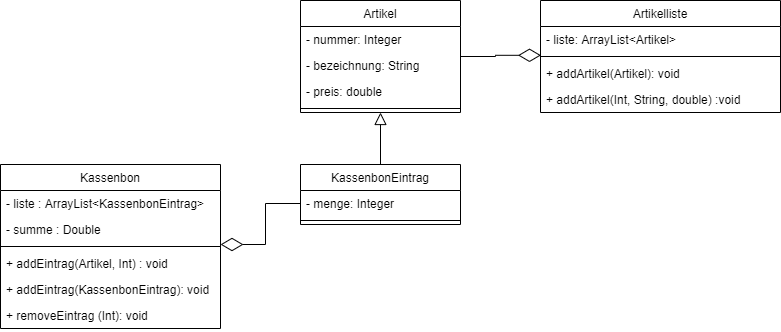 Artikel
- nummer: Integer
- bezeichnung: String
- preis: double
Artikelliste
- liste: ArrayList<Artikel>
+ addArtikel(Artikel): void
+ addArtikel(Int, String, double) :void
Kassenbon
- liste : ArrayList<KassenbonEintrag>
- summe : Double
+ addEintrag(Artikel, Int) : void
+ addEintrag(KassenbonEintrag): void
+ removeEintrag (Int): void
KassenbonEintrag
- menge: Integer